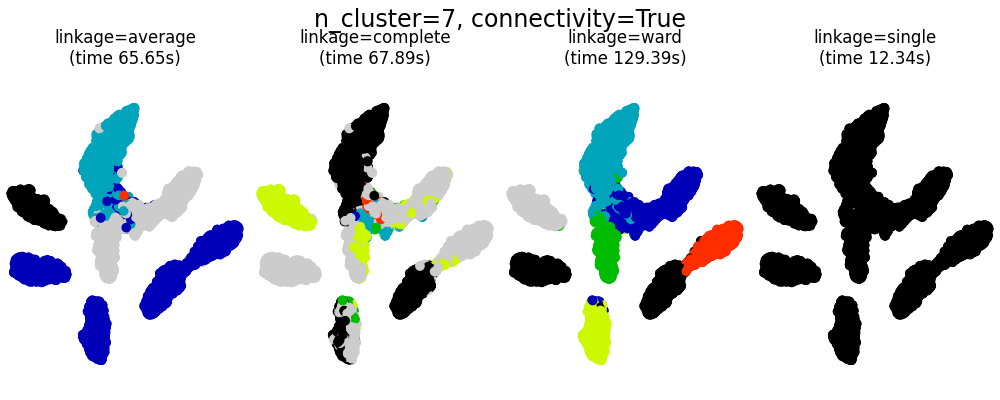 n_cluster=7, connectivity=True
linkage=average
(time 65.65s)
linkage=complete
(time 67.89s)
linkage=ward
(time 129.39s)
linkage=single
(time 12.34s)